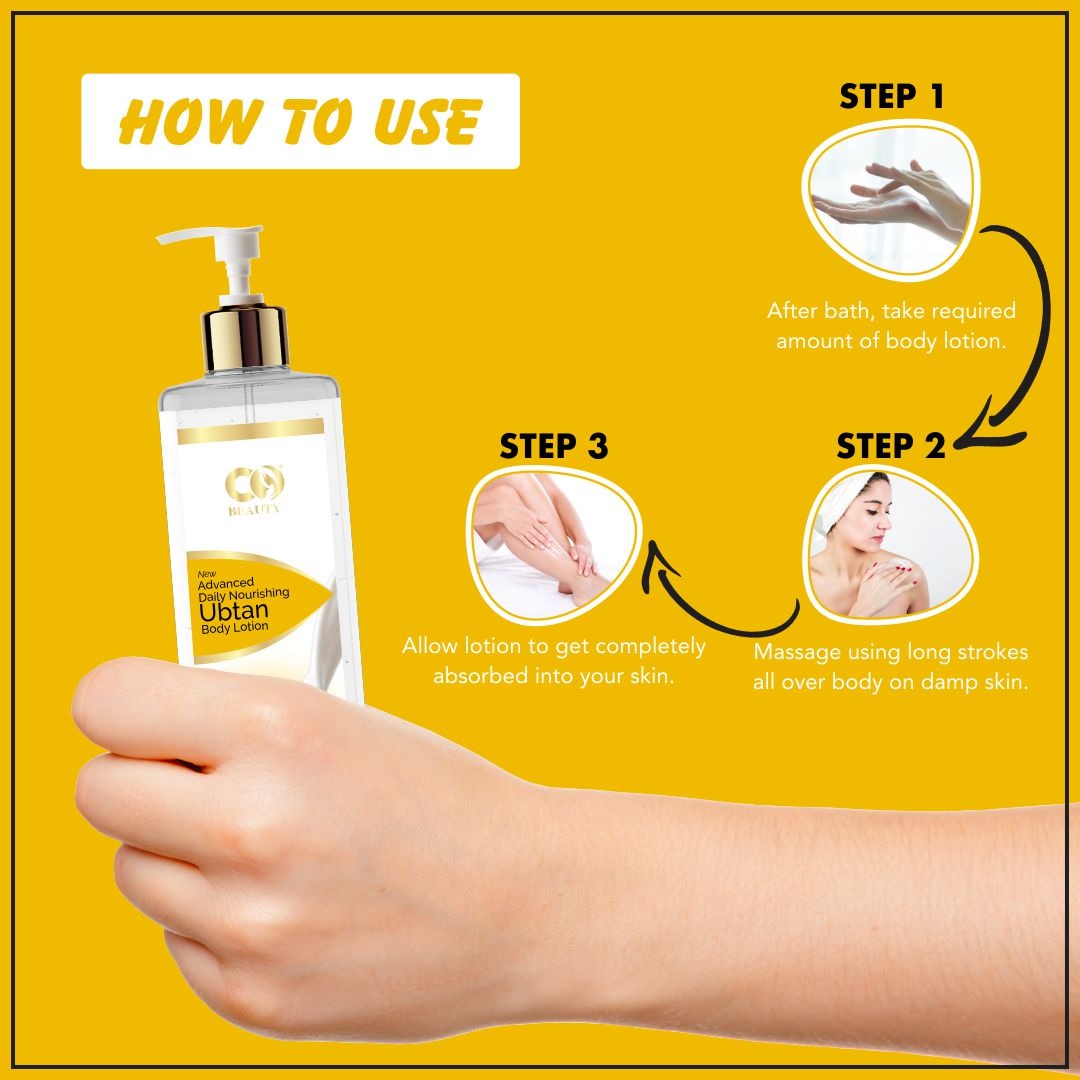 HOW TO USE
STEP 1
After bath, take required
amount of body lotion.
STEP 2
Massage using long strokes
all over body on damp skin.
STEP 3
Allow lotion to get completely
absorbed into your skin.
BEAUTY
New
Advanced
Daily Nourishing
Ubtan
Body Lotion